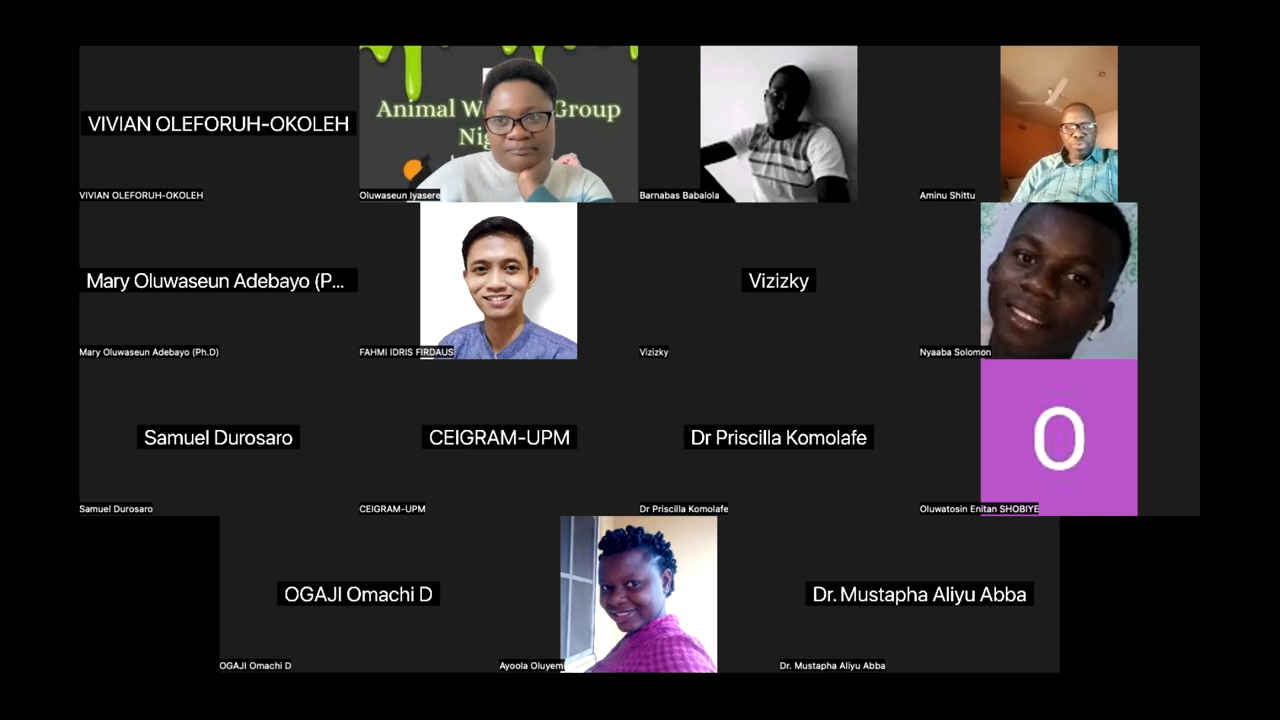 VIVIAN OLEFORUH-OKOLEH
VIVIAN OLEFORUH-OKOLEH
Animal W Group
Nig
Oluwaseun Iyasere
Barnabas Babalola
Aminu Shittu
Mary Oluwaseun Adebayo (P...
Mary Oluwaseun Adebayo (Ph.D)
FAHMI IDRIS FIRDAUS
Vizizky
Vizizky
Nyaaba Solomon
Samuel Durosaro
Samuel Durosaro
CEIGRAM-UPM
CEIGRAM-UPM
Dr Priscilla Komolafe
Dr Priscilla Komolafe
O
Oluwatosin Enitan SHOBIYE
OGAJI Omachi D
OGAJI Omachi D
Ayoola Oluyemi
Dr. Mustapha Aliyu Abba
Dr. Mustapha Aliyu Abba